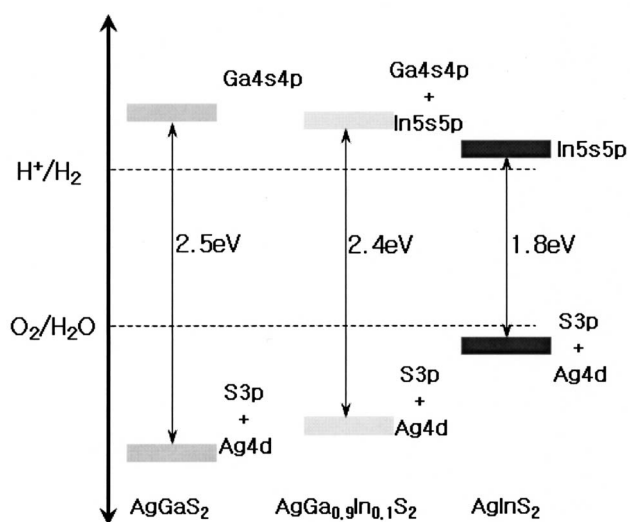 Ga4s4p
Ga4s4p
+
In5s5p
In5s5p
H⁺/H₂
2.5eV
2.4eV
1.8eV
O₂/H₂O
S3p
+
Ag4d
S3p
+
Ag4d
S3p
+
Ag4d
AgGaS₂
AgGa₀.₉In₀.₁S₂
AgInS₂